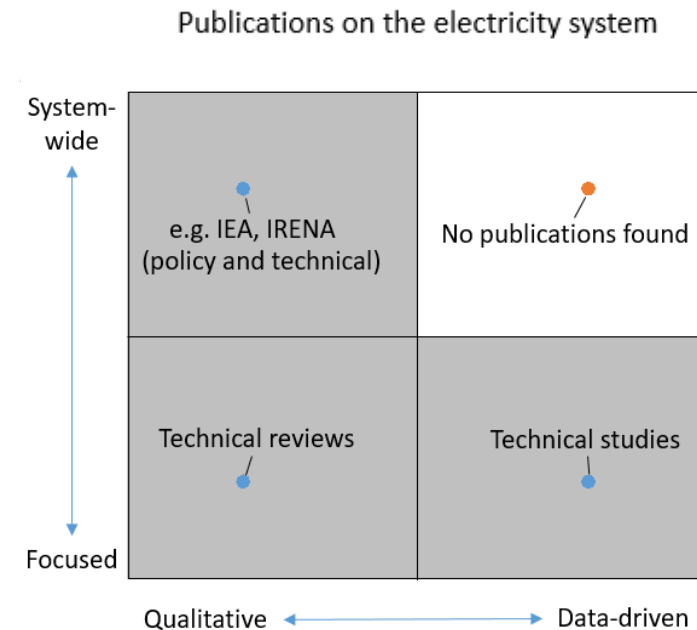 Publications on the electricity system
System-
wide
e.g. IEA, IRENA
(policy and technical)
No publications found
Technical reviews
Technical studies
Focused
Qualitative
Data-driven